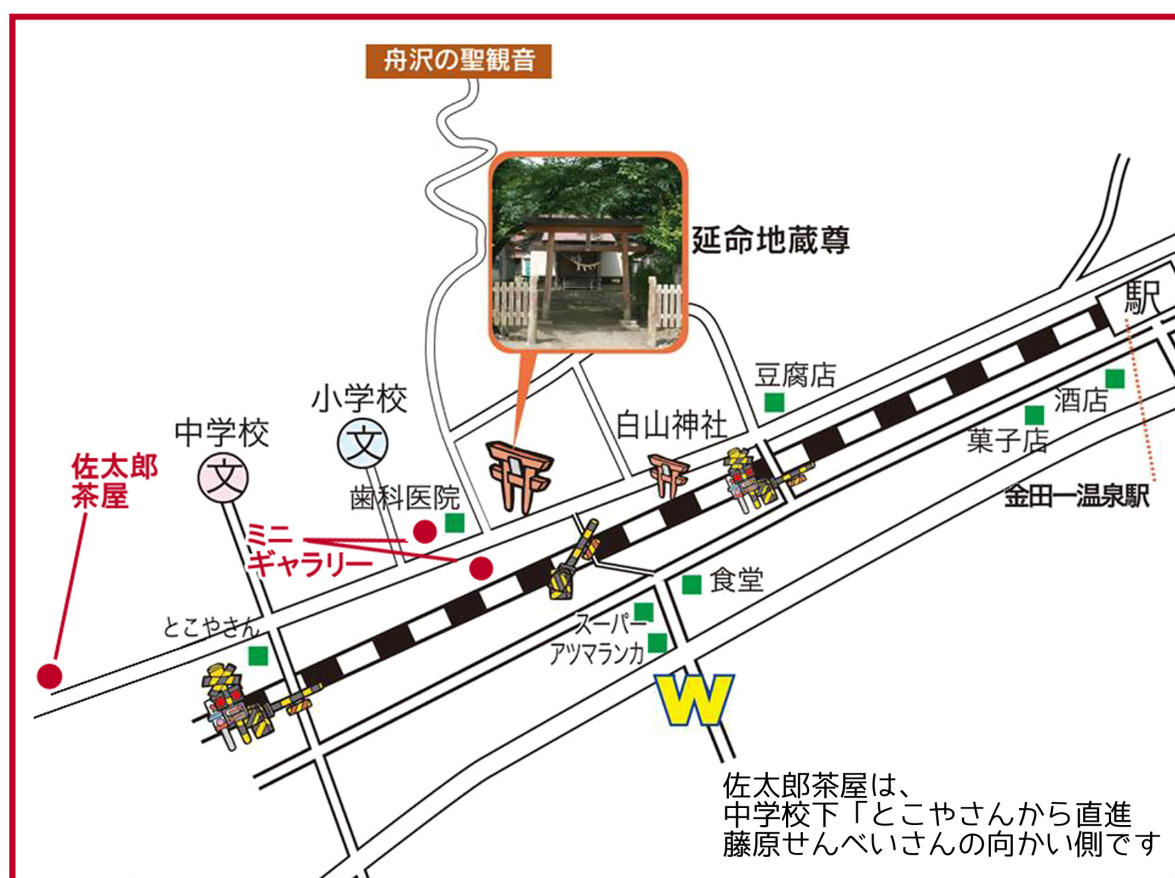 舟沢の聖観音
延命地蔵尊
駅
豆腐店
酒店
小学校
文
白山神社
菓子店
中学校
文
佐太郎
茶屋
歯科医院
金田一温泉駅
ミニ
ギャラリー
食堂
とこやさん
スーパー
アツマランカ
W
佐太郎茶屋は、
中学校下「とこやさんから直進
藤原せんべいさんの向かい側です